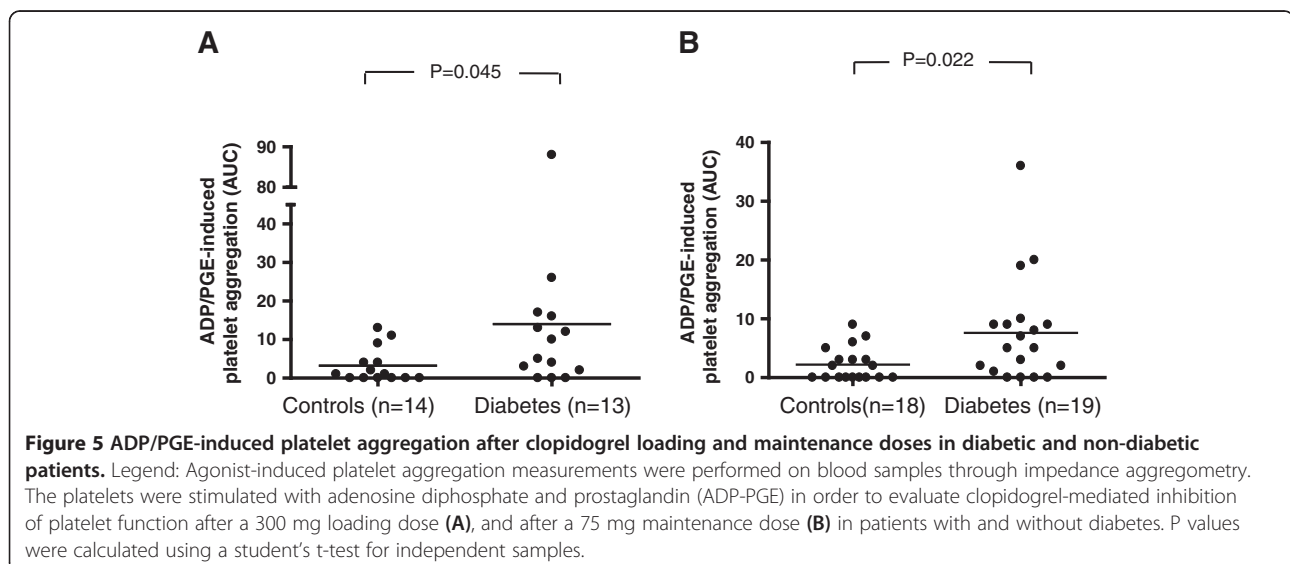 A
B
P=0.045
P=0.022
ADP/PGE-induced
platelet aggregation (AUC)
90
80
40
30
20
10
0
Controls (n=14)
Diabetes (n=13)
ADP/PGE-induced
platelet aggregation (AUC)
40
30
20
10
0
Controls(n=18)
Diabetes (n=19)
Figure 5 ADP/PGE-induced platelet aggregation after clopidogrel loading and maintenance doses in diabetic and non-diabetic
patients. Legend: Agonist-induced platelet aggregation measurements were performed on blood samples through impedance aggregometry.
The platelets were stimulated with adenosine diphosphate and prostaglandin (ADP-PGE) in order to evaluate clopidogrel-mediated inhibition
of platelet function after a 300 mg loading dose (A), and after a 75 mg maintenance dose (B) in patients with and without diabetes. P values
were calculated using a student's t-test for independent samples.